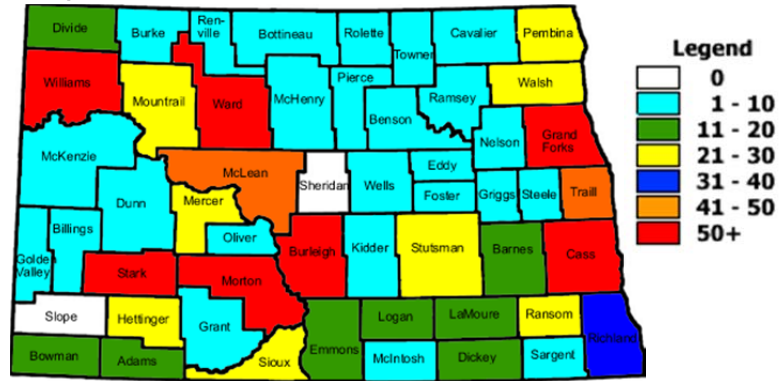 Divide
Burke
Ren-
ville
Bottineau
Rolette
Towner
Cavalier
Pembina
Williams
Mountrail
Ward
McHenry
Pierce
Benson
Ramsey
Walsh
Nelson
Grand
Forks
McKenzie
Dunn
McLean
Mercer
Oliver
Sheridan
Wells
Eddy
Foster
Griggs
Steele
Traill
Golden
Valley
Billings
Stark
Morton
Burleigh
Kidder
Stutsman
Barnes
Cass
Slope
Hettinger
Grant
Bowman
Adams
Sioux
Emmons
Logan
McIntosh
LaMoure
Dickey
Ransom
Sargent
Richland
Legend
0
1 - 10
11 - 20
21 - 30
31 - 40
41 - 50
50+